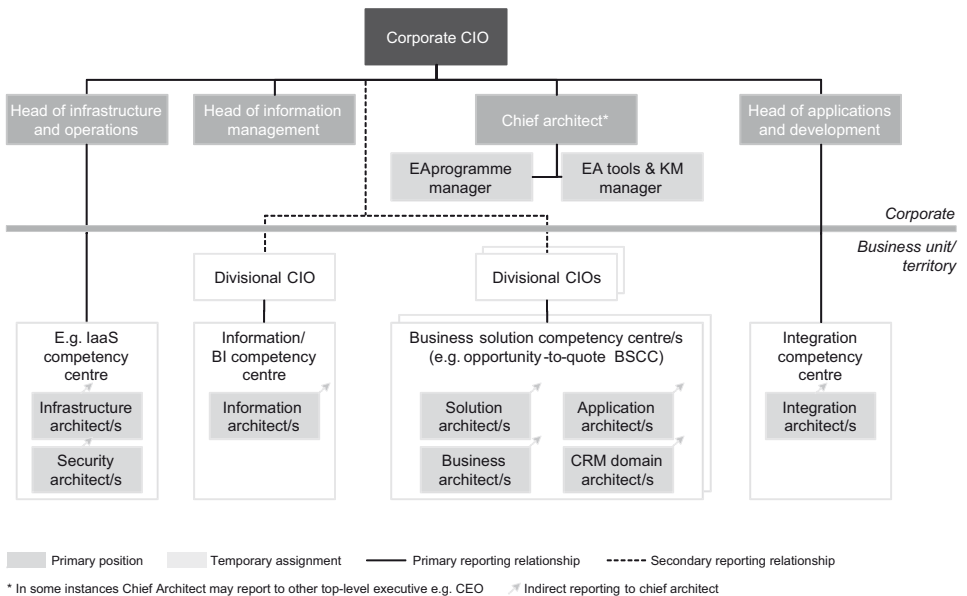 Corporate CIO
Head of infrastructure
and operations
Head of information
management
Chief architect*
Head of applications
and development
EAprogramme
manager
EA tools & KM
manager
Corporate
Business unit/
territory
Divisional CIO
Divisional CIOs
E.g. IaaS
competency
centre
Infrastructure
architect/s
Security
architect/s
Information/
BI competency
centre
Information
architect/s
Business solution competency centre/s
(e.g. opportunity-to-quote BSCC)
Solution
architect/s
Application
architect/s
Business
architect/s
CRM domain
architect/s
Integration
competency
centre
Integration
architect/s
Primary position
Temporary assignment
Primary reporting relationship
Secondary reporting relationship
* In some instances Chief Architect may report to other top-level executive e.g. CEO
Indirect reporting to chief architect